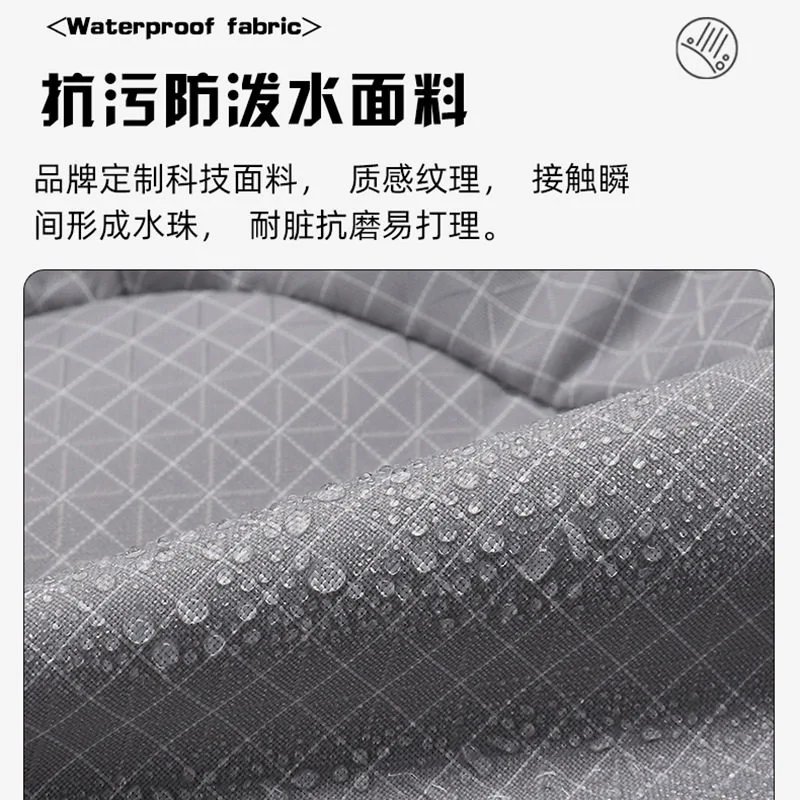 <Waterproof fabric>
抗污防泼水面料
品牌定制科技面料， 质感纹理， 接触瞬
间形成水珠， 耐脏抗磨易打理。